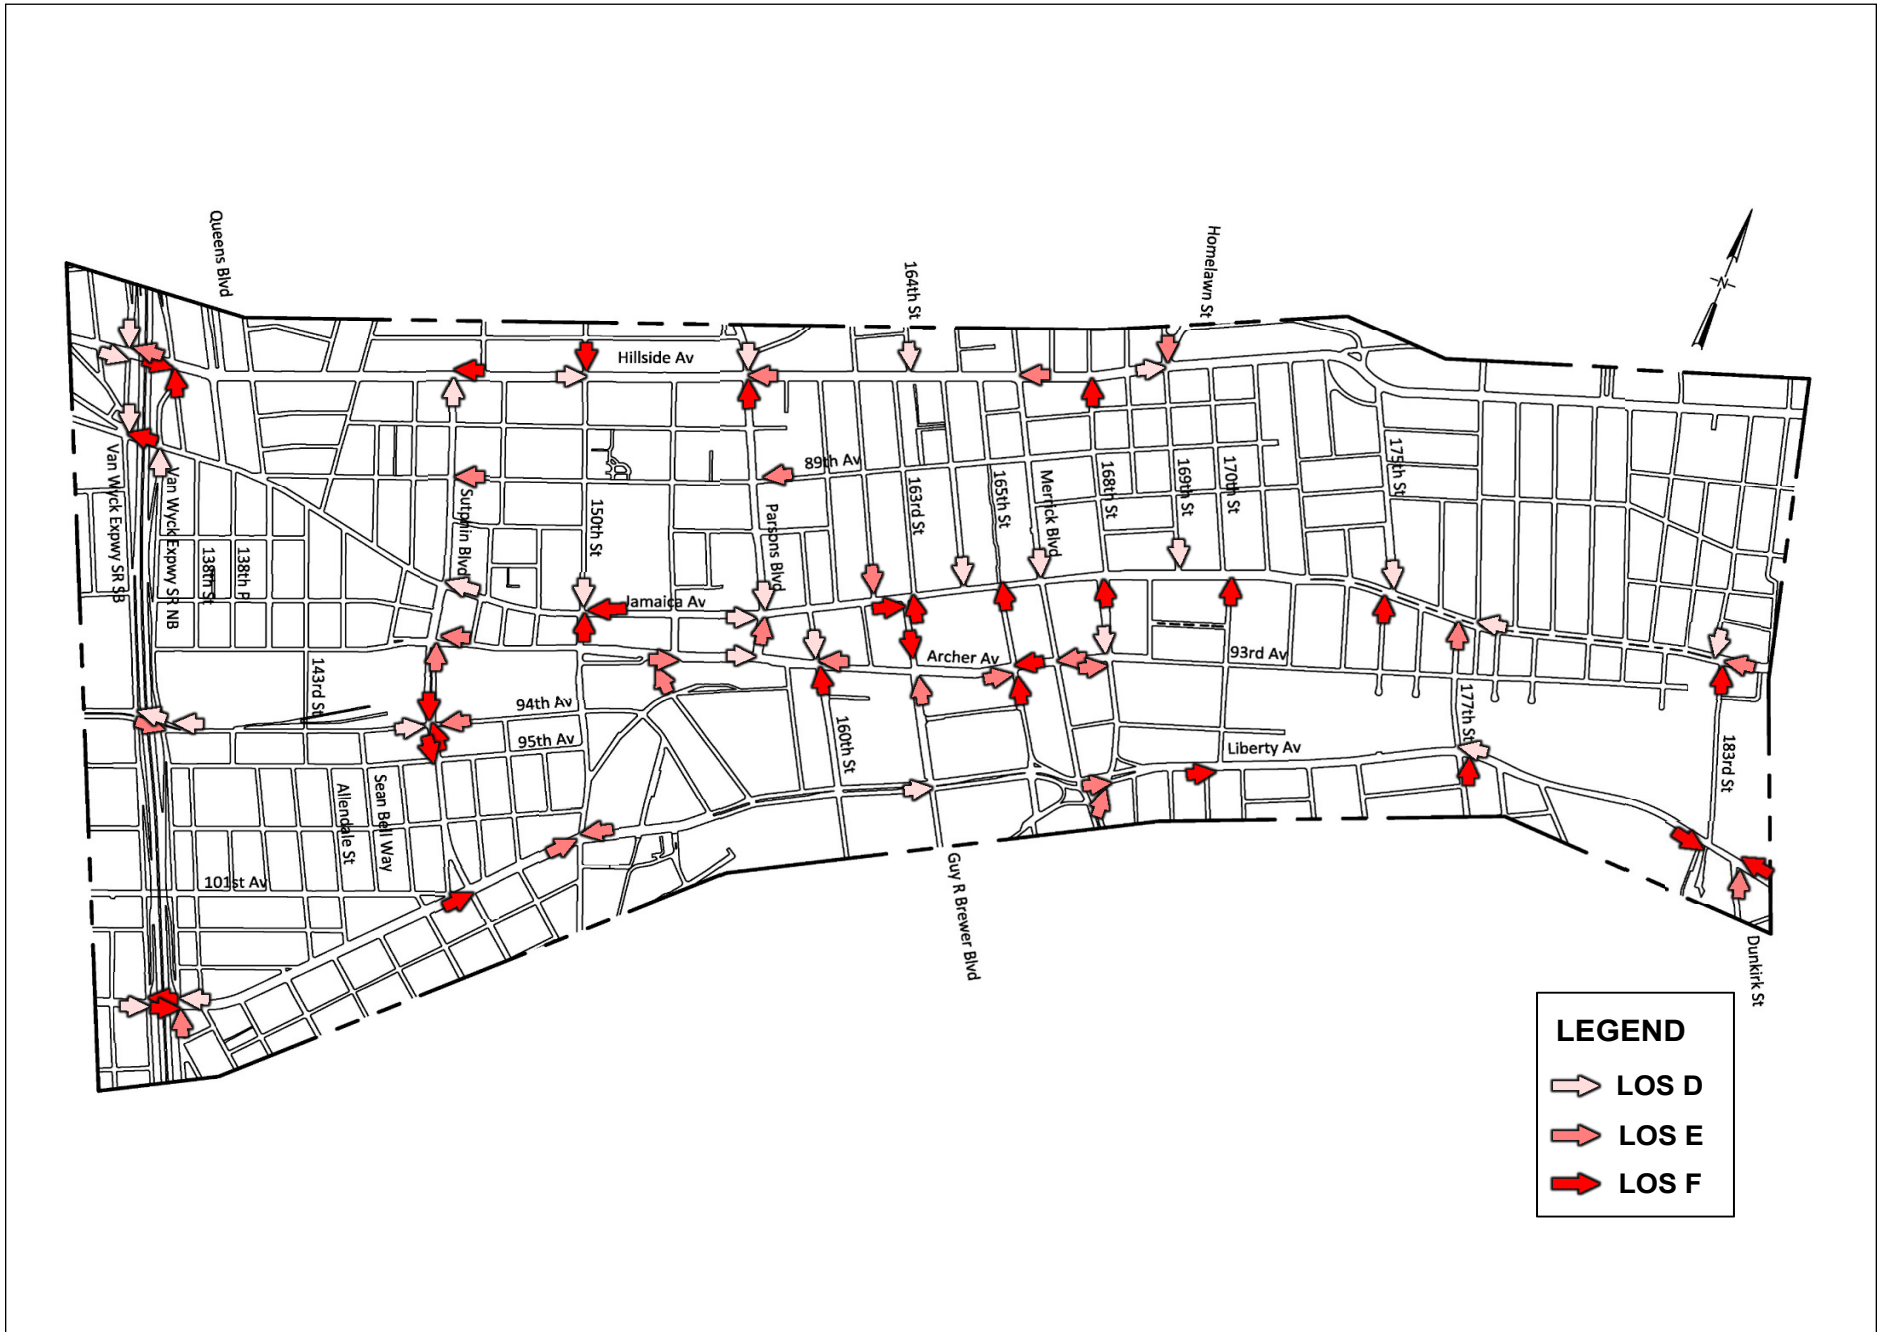 Queens Blvd
164th St
Homelawn St
Hillside Av
89th Av
Van Wyck Expwy SR SB
Van Wyck Expwy SR NB
138th St
138th Pl
Sutphin Blvd
150th St
Parsons Blvd
163rd St
165th St
Merrick Blvd
168th St
169th St
170th St
175th St
Jamaica Av
143rd St
Archer Av
93rd Av
94th Av
95th Av
160th St
177th St
Liberty Av
183rd St
Allendale St
Sean Bell Way
101st Av
Guy R Brewer Blvd
Dunkirk St
N
LEGEND
LOS D
LOS E
LOS F